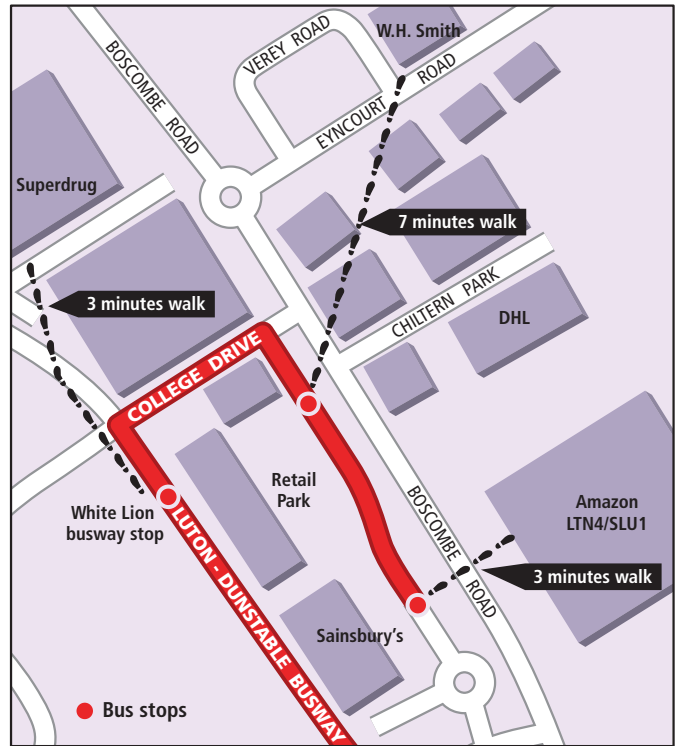 W.H. Smith
VEREY ROAD
BOSCOMBE ROAD
EYNCOURT ROAD
Superdrug
7 minutes walk
3 minutes walk
CHILTERN PARK
DHL
COLLEGE DRIVE
Retail
Park
White Lion
busway stop
LUTON - DUNSTABLE BUSWAY
BOSCOMBE ROAD
Amazon
LTN4/SLU1
3 minutes walk
Sainsbury's
Bus stops